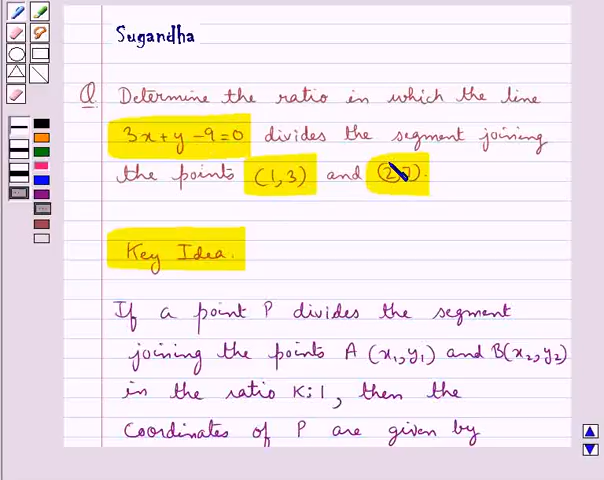 Sugandha
Q. Determine the ratio in which the line
3x+y-9=0 divides the segment joining
the points (1,3) and (2,7).
Key Idea.
If a point P divides the segment
joining the points A (x₁,y₁) and B(x₂,y₂)
in the ratio K:1, then the
coordinates of P are given by